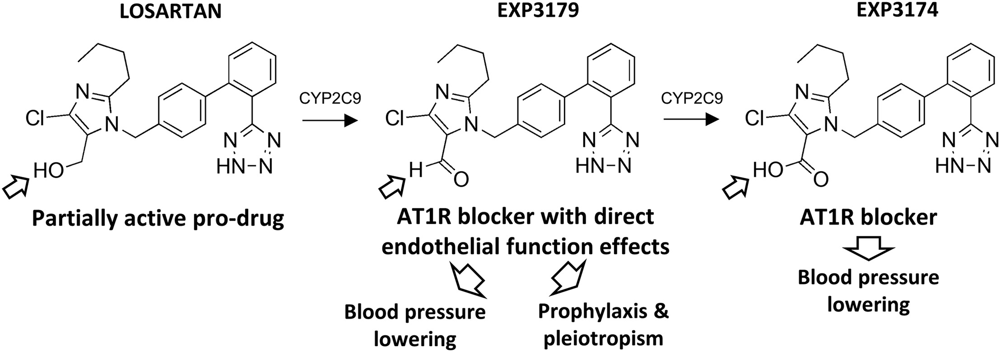 LOSARTAN
EXP3179
EXP3174
N
Cl
N
HO
N
N
HN
N
CYP2C9
N
Cl
N
H
O
N
N
HN
N
CYP2C9
N
Cl
N
HO
O
N
N
HN
N
Partially active pro-drug
AT1R blocker with direct
endothelial function effects
AT1R blocker
Blood pressure
lowering
Prophylaxis &
pleiotropism
Blood pressure
lowering